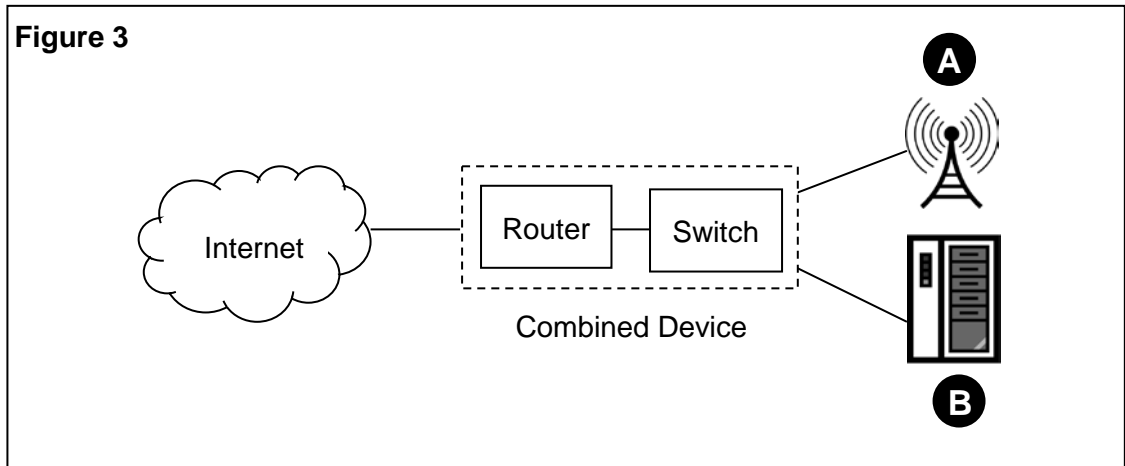 Figure 3
A
Internet
Router
Switch
Combined Device
B